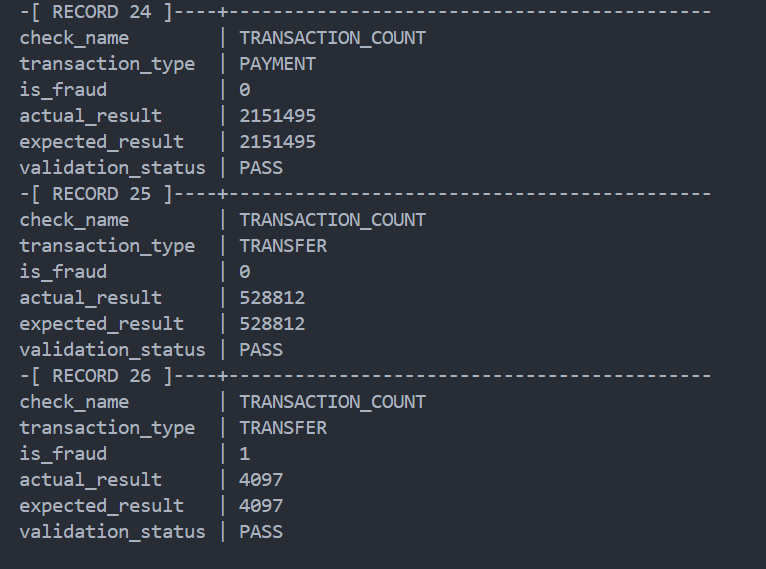 -[ RECORD 24 ]----+--------------------------------------------
check_name        | TRANSACTION_COUNT
transaction_type  | PAYMENT
is_fraud          | 0
actual_result     | 2151495
expected_result   | 2151495
validation_status | PASS
-[ RECORD 25 ]----+--------------------------------------------
check_name        | TRANSACTION_COUNT
transaction_type  | TRANSFER
is_fraud          | 0
actual_result     | 528812
expected_result   | 528812
validation_status | PASS
-[ RECORD 26 ]----+--------------------------------------------
check_name        | TRANSACTION_COUNT
transaction_type  | TRANSFER
is_fraud          | 1
actual_result     | 4097
expected_result   | 4097
validation_status | PASS